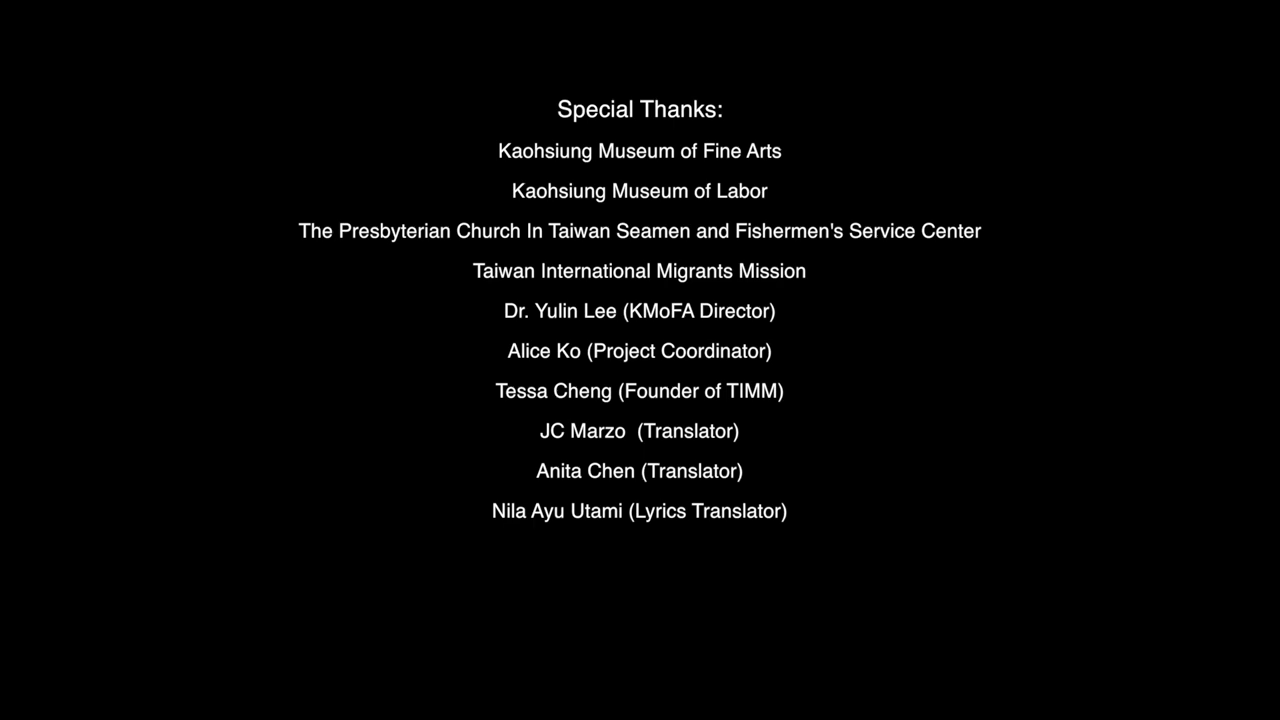 Special Thanks:
Kaohsiung Museum of Fine Arts
Kaohsiung Museum of Labor
The Presbyterian Church In Taiwan Seamen and Fishermen's Service Center
Taiwan International Migrants Mission
Dr. Yulin Lee (KMoFA Director)
Alice Ko (Project Coordinator)
Tessa Cheng (Founder of TIMM)
JC Marzo  (Translator)
Anita Chen (Translator)
Nila Ayu Utami (Lyrics Translator)